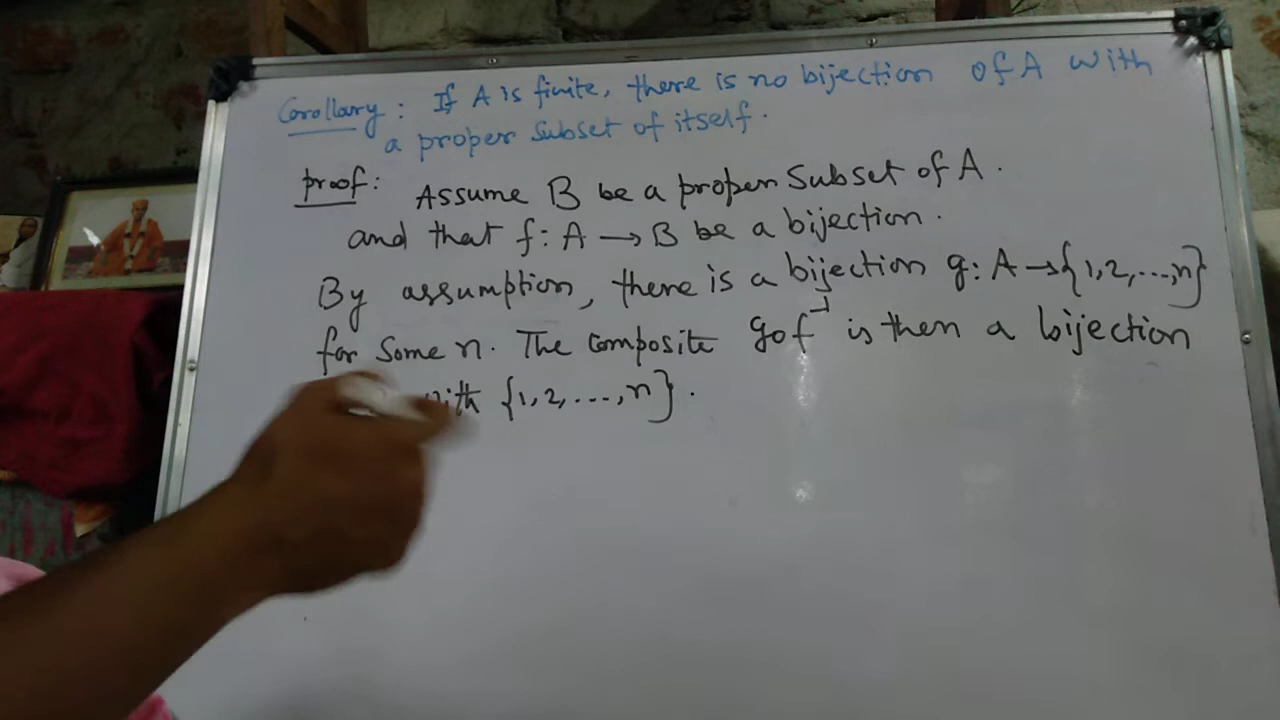 Corollary: If A is finite, there is no bijection of A with
a proper subset of itself.
proof: Assume B be a proper subset of A.
and that f: A → B be a bijection.
By assumption, there is a bijection g: A → {1, 2, ..., n}
for some n. The composite gof⁻¹ is then a bijection
with {1, 2, ..., n}.